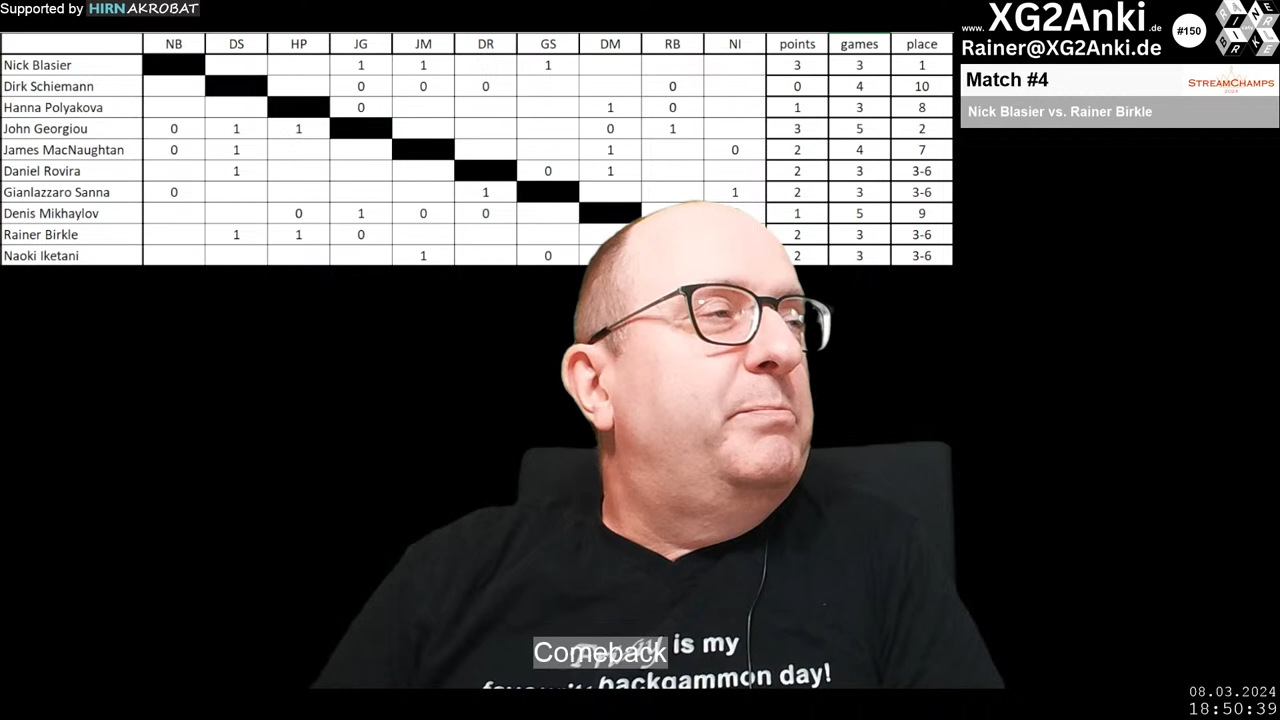 Supported by HIRNAKROBAT
www. XG2Anki .de
Rainer@XG2Anki.de
#150
RAINER
BIRKLE
NB DS HP JG JM DR GS DM RB NI points games place
Nick Blasier 1 1 1 3 3 1
Dirk Schiemann 0 0 0 0 0 4 10
Hanna Polyakova 0 1 0 1 3 8
John Georgiou 0 1 1 0 1 3 5 2
James MacNaughtan 0 1 1 0 2 4 7
Daniel Rovira 1 0 1 2 3 3-6
Gianlazzaro Sanna 0 1 1 2 3 3-6
Denis Mikhaylov 0 1 0 0 1 5 9
Rainer Birkle 1 1 0 2 3 3-6
Naoki Iketani 1 0 2 3 3-6
Match #4
STREAMCHAMPS
2024
Nick Blasier vs. Rainer Birkle
is my
Comeback
backgammon day!
08.03.2024
18:50:39